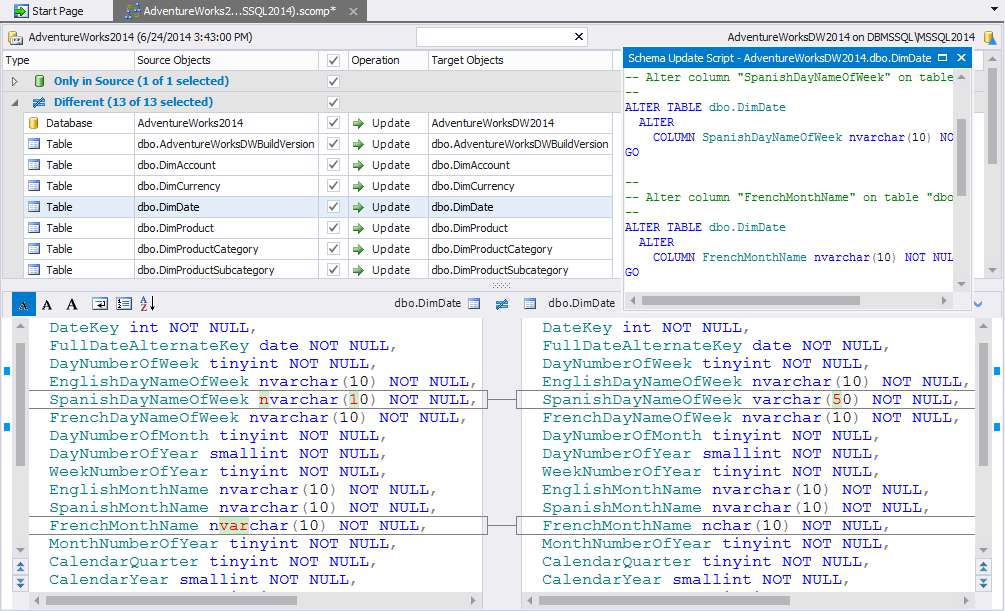 Start Page
AdventureWorks2...SSQL2014).scomp*
AdventureWorks2014 (6/24/2014 3:43:00 PM)
AdventureWorksDW2014 on DBMSSQL\MSSQL2014
Type Source Objects Operation Target Objects
Only in Source (1 of 1 selected)
Different (13 of 13 selected)
Database AdventureWorks2014 Update AdventureWorksDW2014
Table dbo.AdventureWorksDWBuildVersion Update dbo.AdventureWorksDWBuildVersion
Table dbo.DimAccount Update dbo.DimAccount
Table dbo.DimCurrency Update dbo.DimCurrency
Table dbo.DimDate Update dbo.DimDate
Table dbo.DimProduct Update dbo.DimProduct
Table dbo.DimProductCategory Update dbo.DimProductCategory
Table dbo.DimProductSubcategory Update dbo.DimProductSubcategory
Schema Update Script - AdventureWorksDW2014.dbo.DimDate
-- Alter column "SpanishDayNameOfWeek" on table
--
ALTER TABLE dbo.DimDate
ALTER
COLUMN SpanishDayNameOfWeek nvarchar(10) NO
GO
--
-- Alter column "FrenchMonthName" on table "dbo
--
ALTER TABLE dbo.DimDate
ALTER
COLUMN FrenchMonthName nvarchar(10) NOT NUL
GO
A A A A Z
dbo.DimDate dbo.DimDate
DateKey int NOT NULL,
FullDateAlternateKey date NOT NULL,
DayNumberOfWeek tinyint NOT NULL,
EnglishDayNameOfWeek nvarchar(10) NOT NULL,
SpanishDayNameOfWeek nvarchar(10) NOT NULL,
FrenchDayNameOfWeek nvarchar(10) NOT NULL,
DayNumberOfMonth tinyint NOT NULL,
DayNumberOfYear smallint NOT NULL,
WeekNumberOfYear tinyint NOT NULL,
EnglishMonthName nvarchar(10) NOT NULL,
SpanishMonthName nvarchar(10) NOT NULL,
FrenchMonthName nvarchar(10) NOT NULL,
MonthNumberOfYear tinyint NOT NULL,
CalendarQuarter tinyint NOT NULL,
CalendarYear smallint NOT NULL,
DateKey int NOT NULL,
FullDateAlternateKey date NOT NULL,
DayNumberOfWeek tinyint NOT NULL,
EnglishDayNameOfWeek nvarchar(10) NOT NULL,
SpanishDayNameOfWeek varchar(50) NOT NULL,
FrenchDayNameOfWeek nvarchar(10) NOT NULL,
DayNumberOfMonth tinyint NOT NULL,
DayNumberOfYear smallint NOT NULL,
WeekNumberOfYear tinyint NOT NULL,
EnglishMonthName nvarchar(10) NOT NULL,
SpanishMonthName nvarchar(10) NOT NULL,
FrenchMonthName nchar(10) NOT NULL,
MonthNumberOfYear tinyint NOT NULL,
CalendarQuarter tinyint NOT NULL,
CalendarYear smallint NOT NULL,